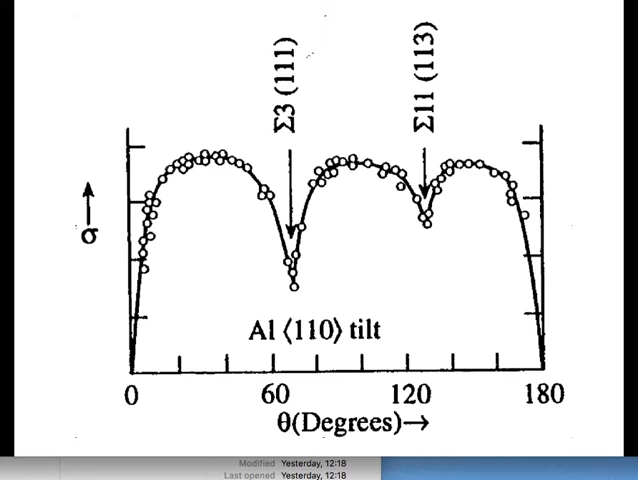 Σ3 (111)
Σ11 (113)
σ
Al ⟨110⟩ tilt
0
60
120
180
θ(Degrees)→
Modified Yesterday, 12:18
Last opened Yesterday, 12:18